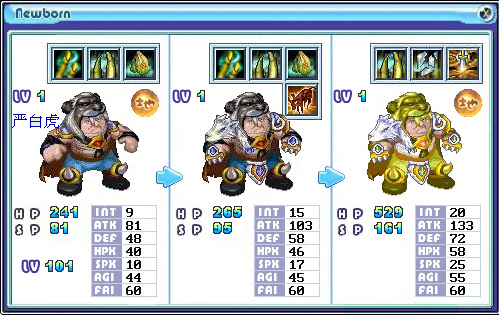 Newborn
LV 1
严白虎
HP 241
SP 81
LV 101
INT 9
ATK 81
DEF 48
HPX 40
SPX 10
AGI 44
FAI 60
LV 1
HP 265
SP 95
INT 15
ATK 103
DEF 58
HPX 46
SPX 17
AGI 45
FAI 60
LV 1
HP 529
SP 161
INT 20
ATK 133
DEF 72
HPX 58
SPX 25
AGI 55
FAI 60